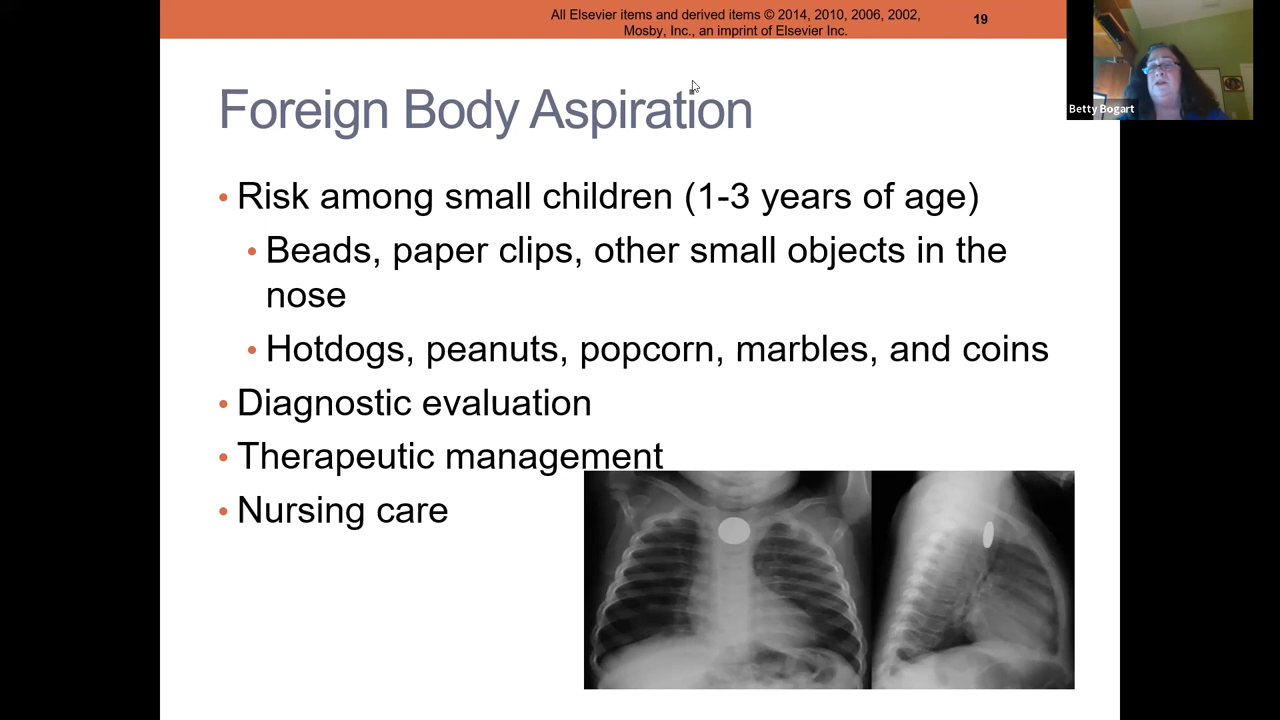 All Elsevier items and derived items © 2014, 2010, 2006, 2002,
Mosby, Inc., an imprint of Elsevier Inc.
19
Betty Bogart
Foreign Body Aspiration
• Risk among small children (1-3 years of age)
• Beads, paper clips, other small objects in the
nose
• Hotdogs, peanuts, popcorn, marbles, and coins
• Diagnostic evaluation
• Therapeutic management
• Nursing care